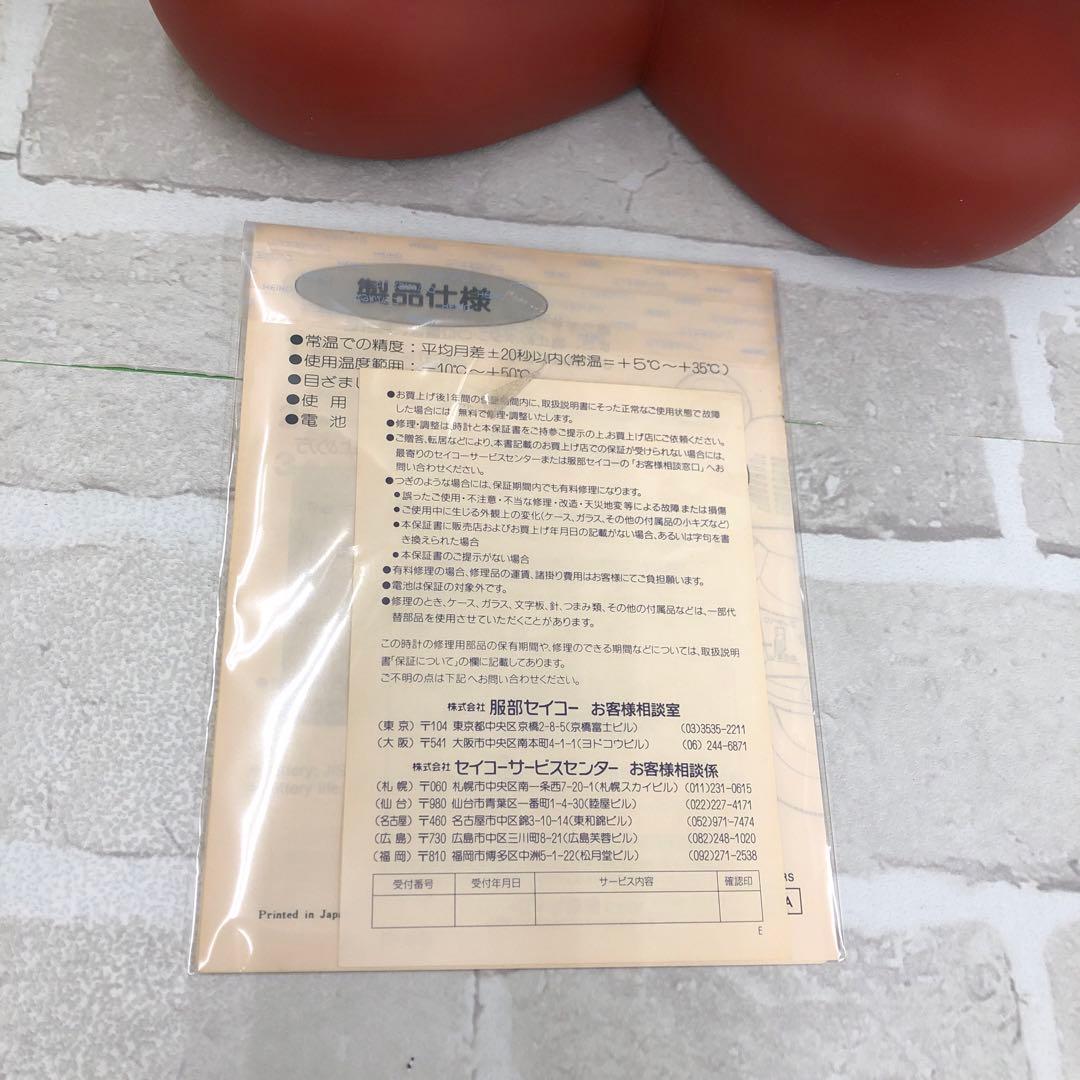 製品仕様
●常温での精度：平均月差±20秒以内(常温＝＋5℃〜＋35℃)
●使用温度範囲：－10℃〜＋50℃
●目ざまし
●使用
●電池
●お買上げ後1年間の保証期間内に、取扱説明書にそった正常なご使用状態で故障
した場合には、無料で修理・調整いたします。
●修理・調整は、時計と本保証書をご持参ご提示の上、お買上げ店にご依頼ください。
●ご贈答、転居などにより、本書記載のお買上げ店での保証が受けられない場合には、
最寄りのセイコーサービスセンターまたは服部セイコーの「お客様相談窓口」へお
問い合わせください。
●つぎのような場合には、保証期間内でも有料修理になります。
●誤ったご使用・不注意・不当な修理・改造・天災地変等による故障または損傷
●ご使用中に生じる外観上の変化(ケース、ガラス、その他の付属品の小キズなど)
●本保証書に販売店およびお買上げ年月日の記載がない場合、あるいは字句を書
き換えられた場合
●本保証書のご提示がない場合
●有料修理の場合、修理品の運賃、諸掛り費用はお客様にてご負担願います。
●電池は保証の対象外です。
●修理のとき、ケース、ガラス、文字板、針、つまみ類、その他の付属品などは、一部代
替部品を使用させていただくことがあります。
この時計の修理用部品の保有期間や、修理のできる期間などについては、取扱説明
書「保証について」の欄に記載してあります。
ご不明の点は下記へお問い合わせください。
株式会社 服部セイコー お客様相談室
(東京) 〒104 東京都中央区京橋2-8-5(京橋富士ビル) (03)3535-2211
(大阪) 〒541 大阪市中央区南本町4-1-1(ヨドコウビル) (06) 244-6871
株式会社 セイコーサービスセンター お客様相談係
(札幌) 〒060 札幌市中央区南一条西7-20-1(札幌スカイビル) (011)231-0615
(仙台) 〒980 仙台市青葉区一番町1-4-30(睦屋ビル) (022)227-4171
(名古屋) 〒460 名古屋市中区錦3-10-14(東和錦ビル) (052)971-7474
(広島) 〒730 広島市中区三川町8-21(広島芙蓉ビル) (082)248-1020
(福岡) 〒810 福岡市博多区中洲5-1-22(松月堂ビル) (092)271-2538
受付番号 受付年月日 サービス内容 確認印
E
Printed in Japa
RS
A